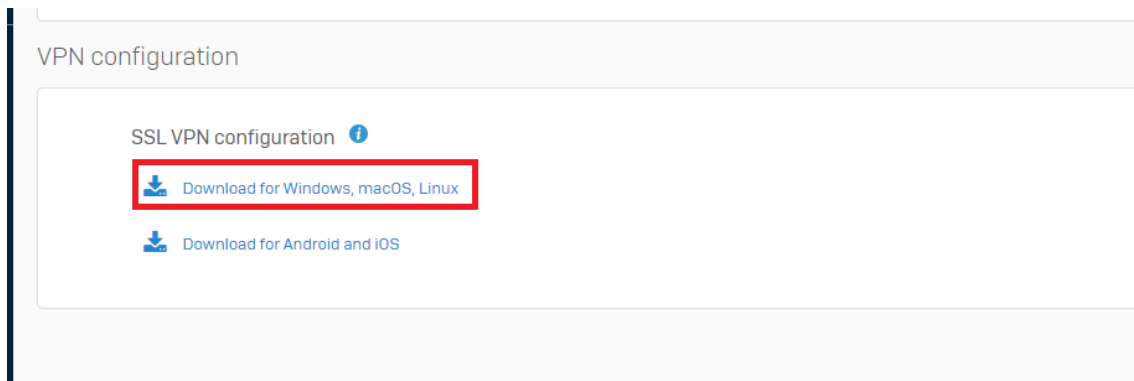 VPN configuration
SSL VPN configuration
Download for Windows, macOS, Linux
Download for Android and iOS